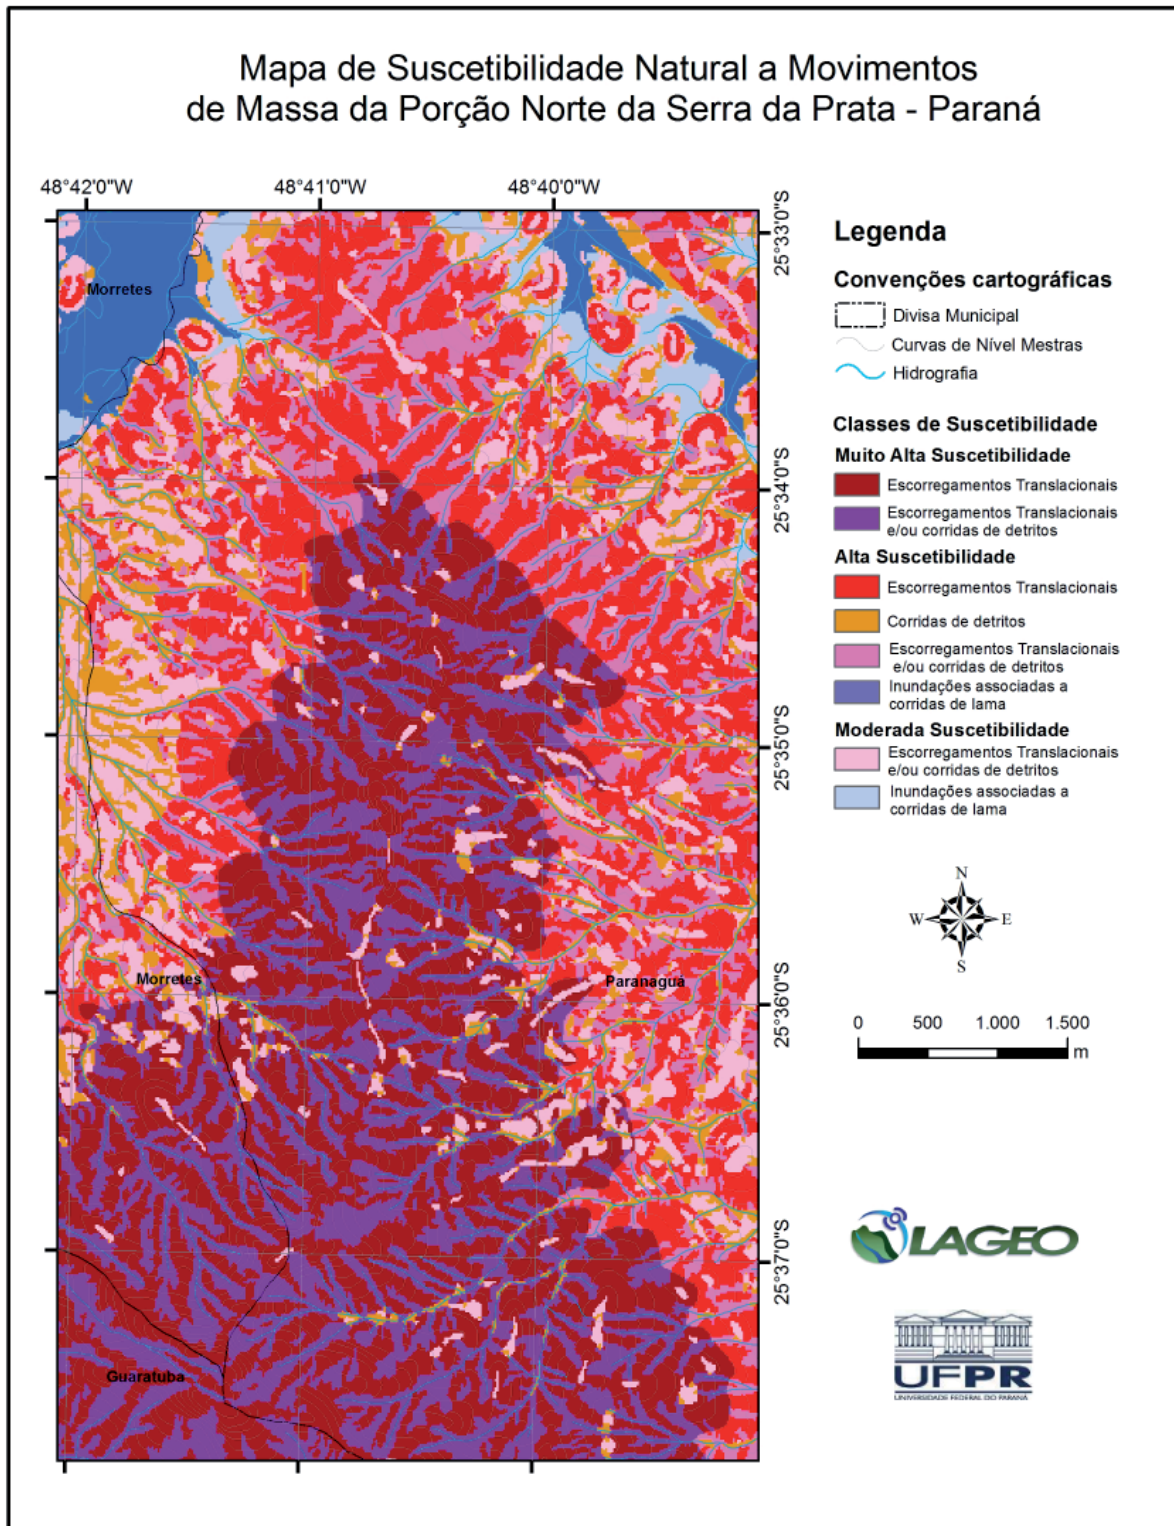 Mapa de Suscetibilidade Natural a Movimentos
de Massa da Porção Norte da Serra da Prata - Paraná
48°42'0"W
48°41'0"W
48°40'0"W
25°33'0"S
25°34'0"S
25°35'0"S
25°36'0"S
25°37'0"S
Morretes
Morretes
Paranaguá
Guaratuba
Legenda
Convenções cartográficas
Divisa Municipal
Curvas de Nível Mestras
Hidrografia
Classes de Suscetibilidade
Muito Alta Suscetibilidade
Escorregamentos Translacionais
Escorregamentos Translacionais
e/ou corridas de detritos
Alta Suscetibilidade
Escorregamentos Translacionais
Corridas de detritos
Escorregamentos Translacionais
e/ou corridas de detritos
Inundações associadas a
corridas de lama
Moderada Suscetibilidade
Escorregamentos Translacionais
e/ou corridas de detritos
Inundações associadas a
corridas de lama
N
W E
S
0 500 1.000 1.500
m
LAGEO
UFPR
UNIVERSIDADE FEDERAL DO PARANÁ